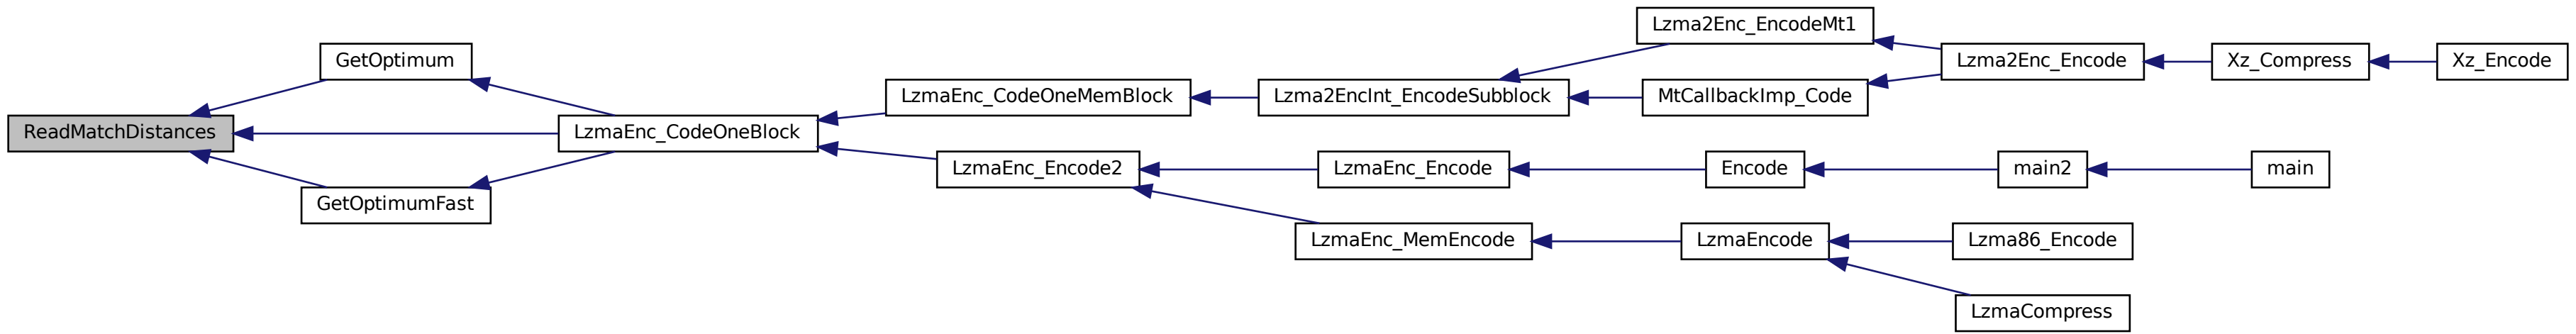 ReadMatchDistances
GetOptimum
GetOptimumFast
LzmaEnc_CodeOneBlock
LzmaEnc_CodeOneMemBlock
LzmaEnc_Encode2
Lzma2EncInt_EncodeSubblock
LzmaEnc_Encode
LzmaEnc_MemEncode
Lzma2Enc_EncodeMt1
MtCallbackImp_Code
Encode
LzmaEncode
Lzma2Enc_Encode
main2
Lzma86_Encode
LzmaCompress
Xz_Compress
main
Xz_Encode